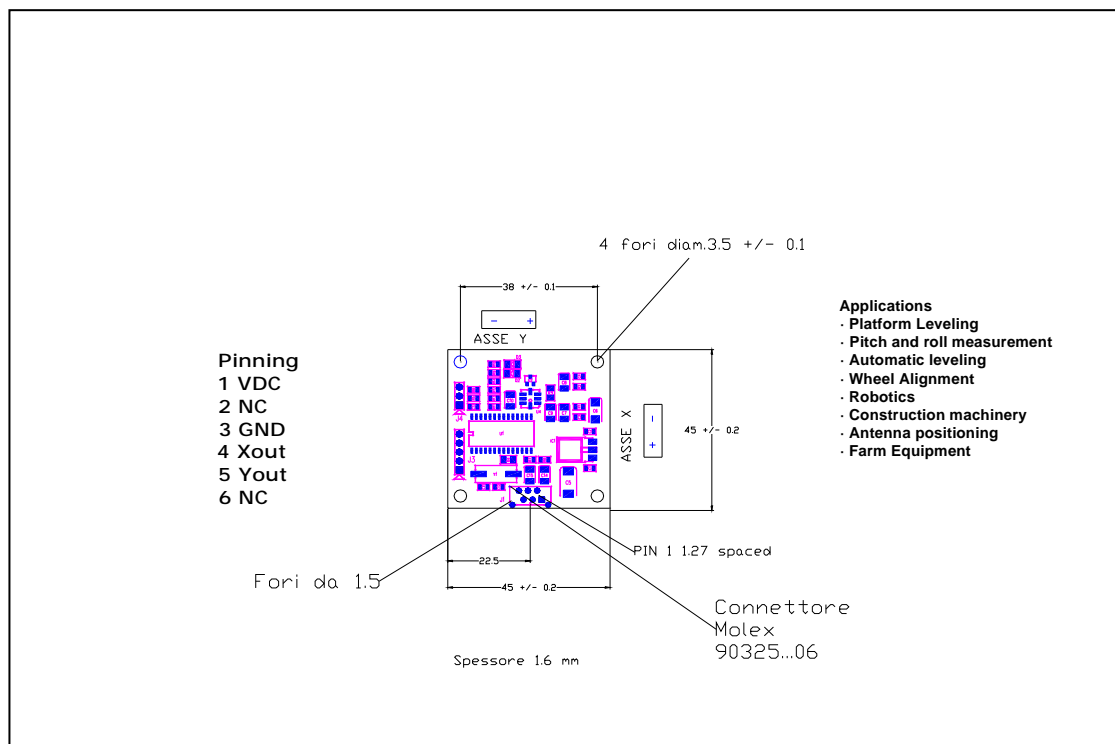 4 fori diam.3.5 +/- 0.1
38 +/- 0.1
- +
ASSE Y
Applications
· Platform Leveling
· Pitch and roll measurement
· Automatic leveling
· Wheel Alignment
· Robotics
· Construction machinery
· Antenna positioning
· Farm Equipment
Pinning
1 VDC
2 NC
3 GND
4 Xout
5 Yout
6 NC
ASSE X
- +
45 +/- 0.2
J3
J1
PIN 1 1.27 spaced
22.5
Fori da 1.5
45 +/- 0.2
Connettore
Molex
90325...06
Spessore 1.6 mm